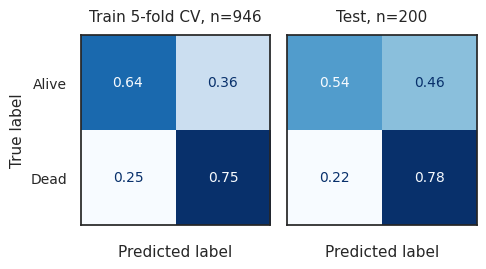 Train 5-fold CV, n=946
Test, n=200
True label
Alive
0.64
0.36
0.54
0.46
Dead
0.25
0.75
0.22
0.78
Predicted label
Predicted label